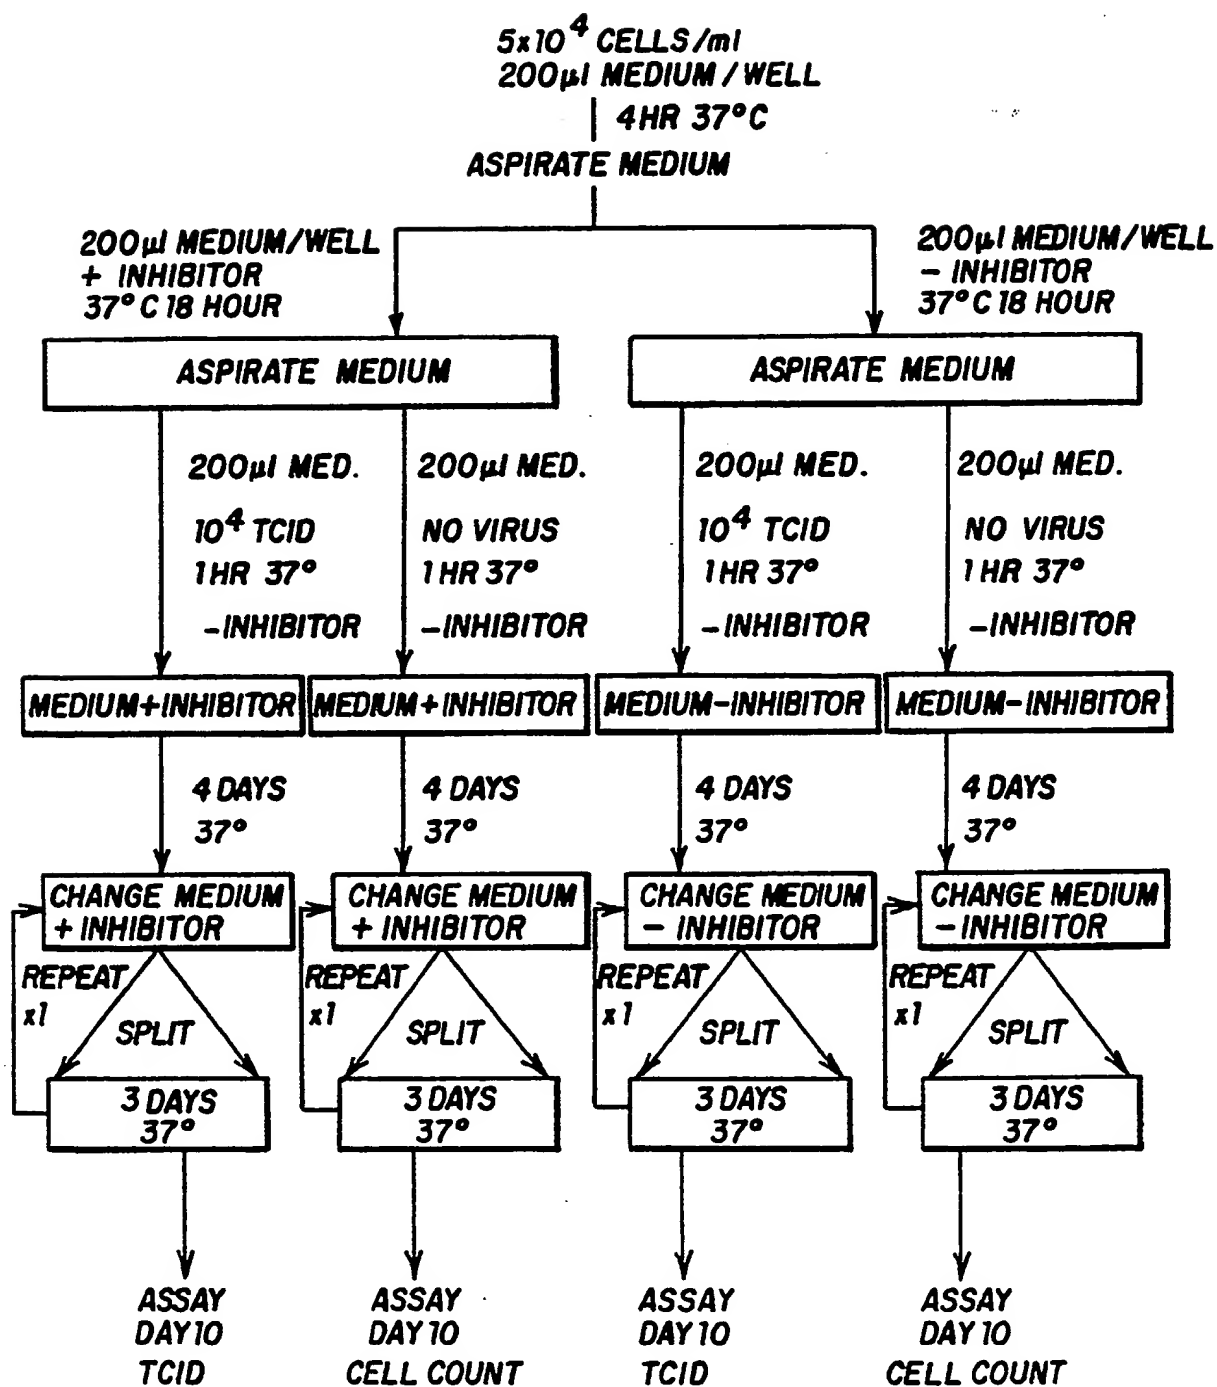 5x10⁴ CELLS/ml
200µl MEDIUM/WELL
4HR 37°C
ASPIRATE MEDIUM
200µl MEDIUM/WELL
+ INHIBITOR
37°C 18 HOUR
200µl MEDIUM/WELL
- INHIBITOR
37°C 18 HOUR
ASPIRATE MEDIUM
ASPIRATE MEDIUM
200µl MED.
10⁴ TCID
1HR 37°
-INHIBITOR
200µl MED.
NO VIRUS
1HR 37°
-INHIBITOR
200µl MED.
10⁴ TCID
1HR 37°
-INHIBITOR
200µl MED.
NO VIRUS
1HR 37°
-INHIBITOR
MEDIUM+INHIBITOR
MEDIUM+INHIBITOR
MEDIUM-INHIBITOR
MEDIUM-INHIBITOR
4 DAYS
37°
4 DAYS
37°
4 DAYS
37°
4 DAYS
37°
CHANGE MEDIUM
+ INHIBITOR
CHANGE MEDIUM
+ INHIBITOR
CHANGE MEDIUM
- INHIBITOR
CHANGE MEDIUM
- INHIBITOR
REPEAT
x1
SPLIT
REPEAT
x1
SPLIT
REPEAT
x1
SPLIT
REPEAT
x1
SPLIT
3 DAYS
37°
3 DAYS
37°
3 DAYS
37°
3 DAYS
37°
ASSAY
DAY 10
TCID
ASSAY
DAY 10
CELL COUNT
ASSAY
DAY 10
TCID
ASSAY
DAY 10
CELL COUNT